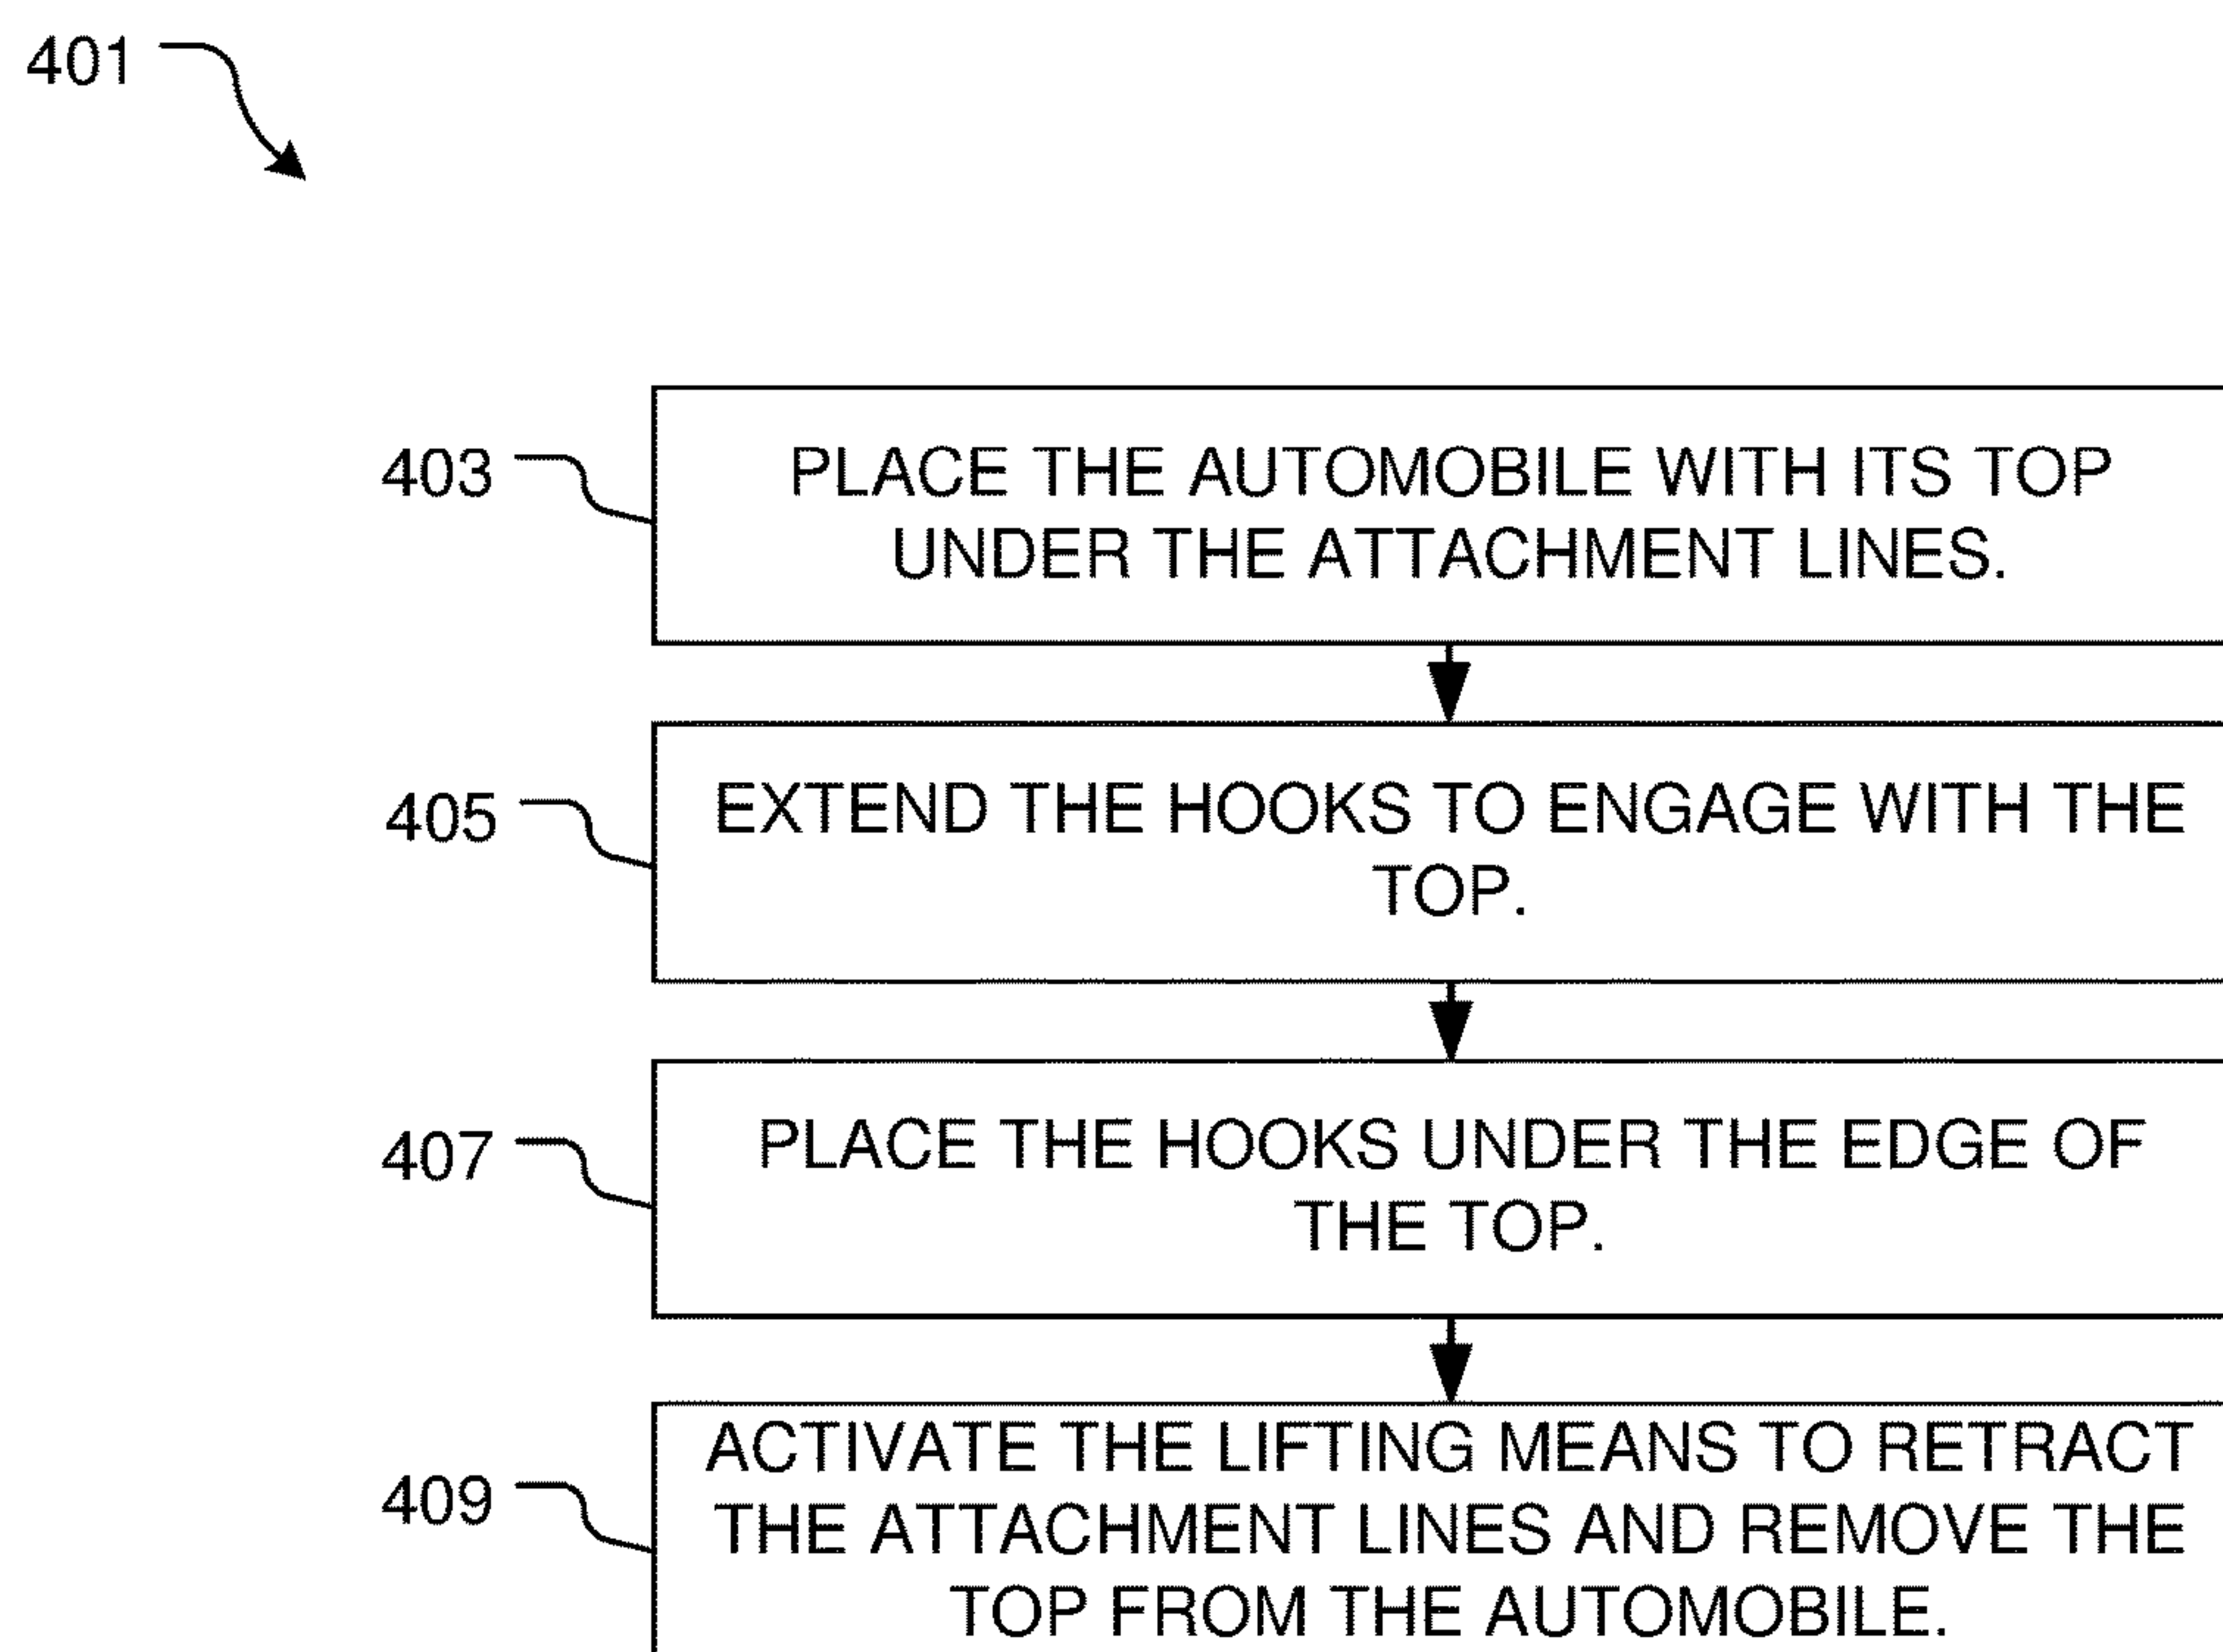 401
403
PLACE THE AUTOMOBILE WITH ITS TOP
UNDER THE ATTACHMENT LINES.
405
EXTEND THE HOOKS TO ENGAGE WITH THE
TOP.
407
PLACE THE HOOKS UNDER THE EDGE OF
THE TOP.
409
ACTIVATE THE LIFTING MEANS TO RETRACT
THE ATTACHMENT LINES AND REMOVE THE
TOP FROM THE AUTOMOBILE.